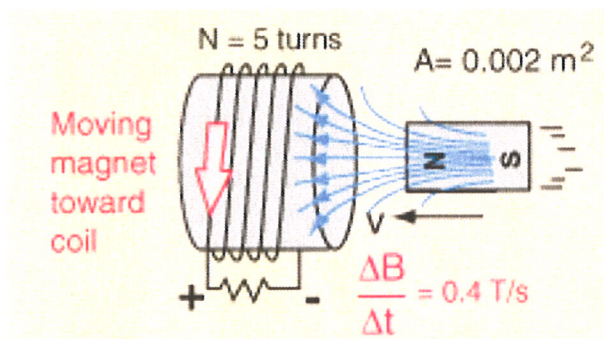 N = 5 turns
A= 0.002 m²
Moving
magnet
toward
coil
N
S
V
+
-
ΔB
Δt
= 0.4 T/s